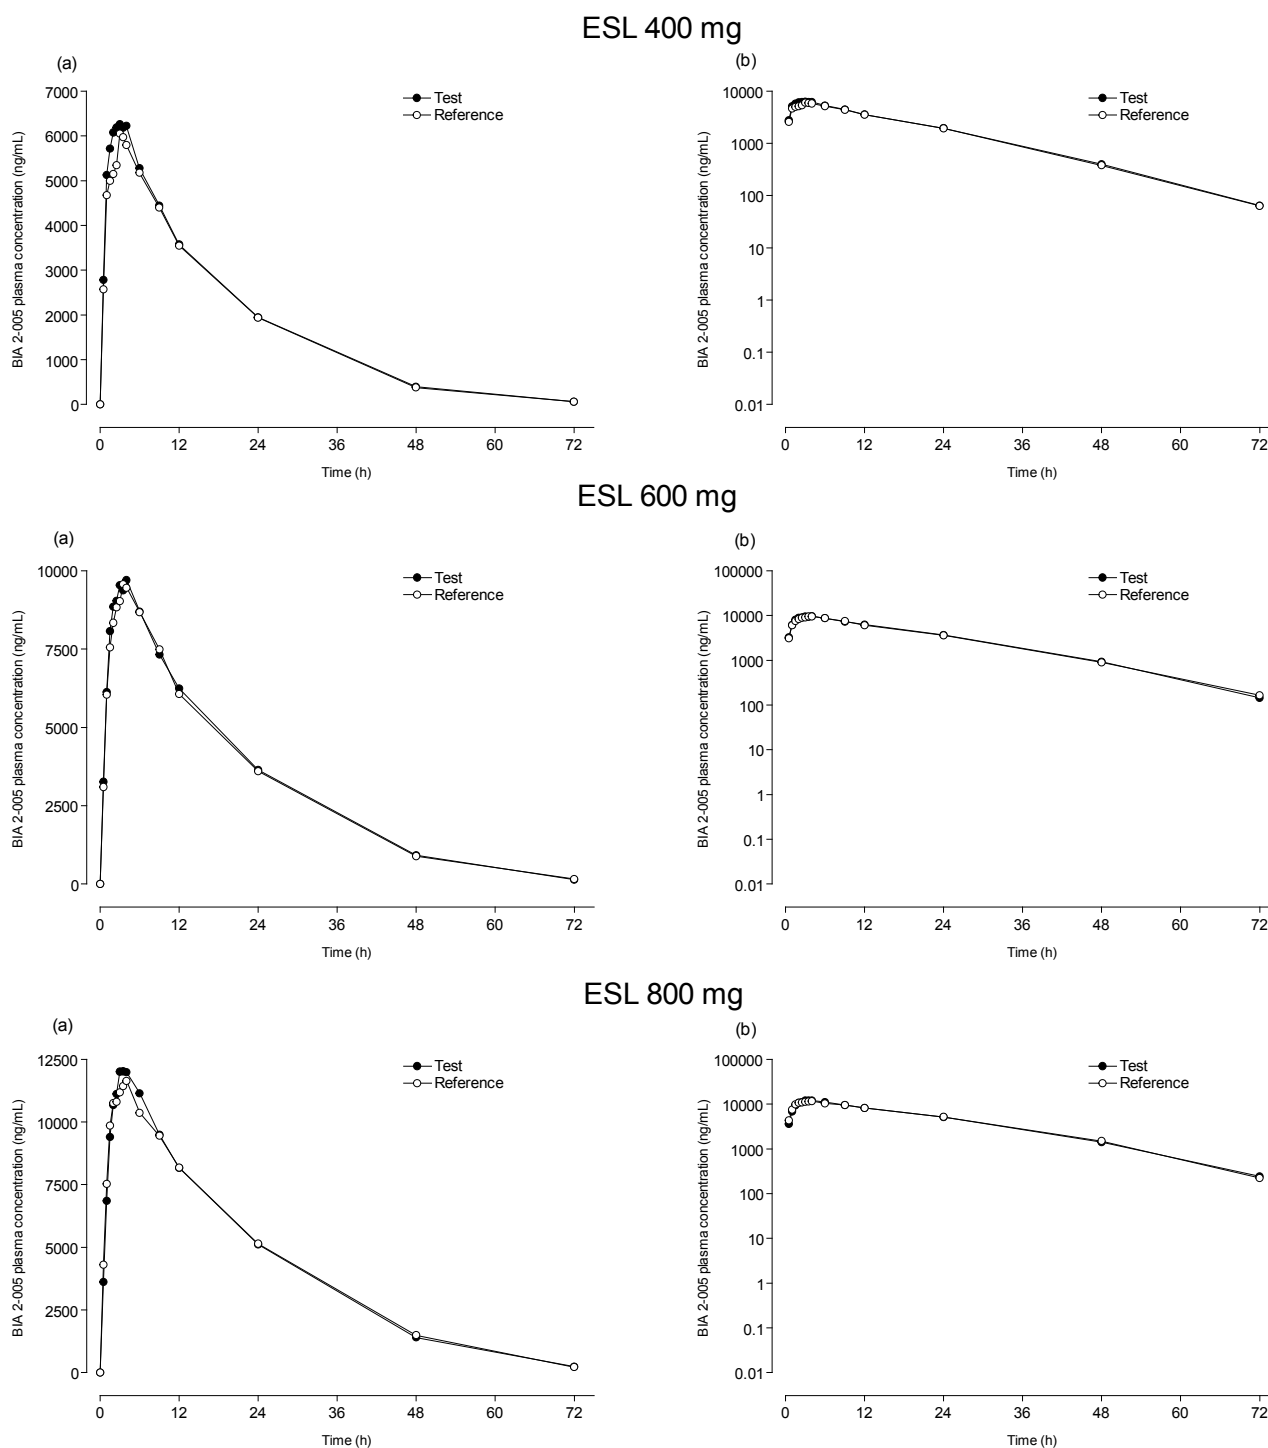 ESL 400 mg
(a)
7000
6000
5000
4000
3000
2000
1000
0
BIA 2-005 plasma concentration (ng/mL)
Test
Reference
0 12 24 36 48 60 72
Time (h)
(b)
10000
1000
100
10
1
0.1
0.01
BIA 2-005 plasma concentration (ng/mL)
Test
Reference
0 12 24 36 48 60 72
Time (h)
ESL 600 mg
(a)
10000
7500
5000
2500
0
BIA 2-005 plasma concentration (ng/mL)
Test
Reference
0 12 24 36 48 60 72
Time (h)
(b)
100000
10000
1000
100
10
1
0.1
0.01
BIA 2-005 plasma concentration (ng/mL)
Test
Reference
0 12 24 36 48 60 72
Time (h)
ESL 800 mg
(a)
12500
10000
7500
5000
2500
0
BIA 2-005 plasma concentration (ng/mL)
Test
Reference
0 12 24 36 48 60 72
Time (h)
(b)
100000
10000
1000
100
10
1
0.1
0.01
BIA 2-005 plasma concentration (ng/mL)
Test
Reference
0 12 24 36 48 60 72
Time (h)